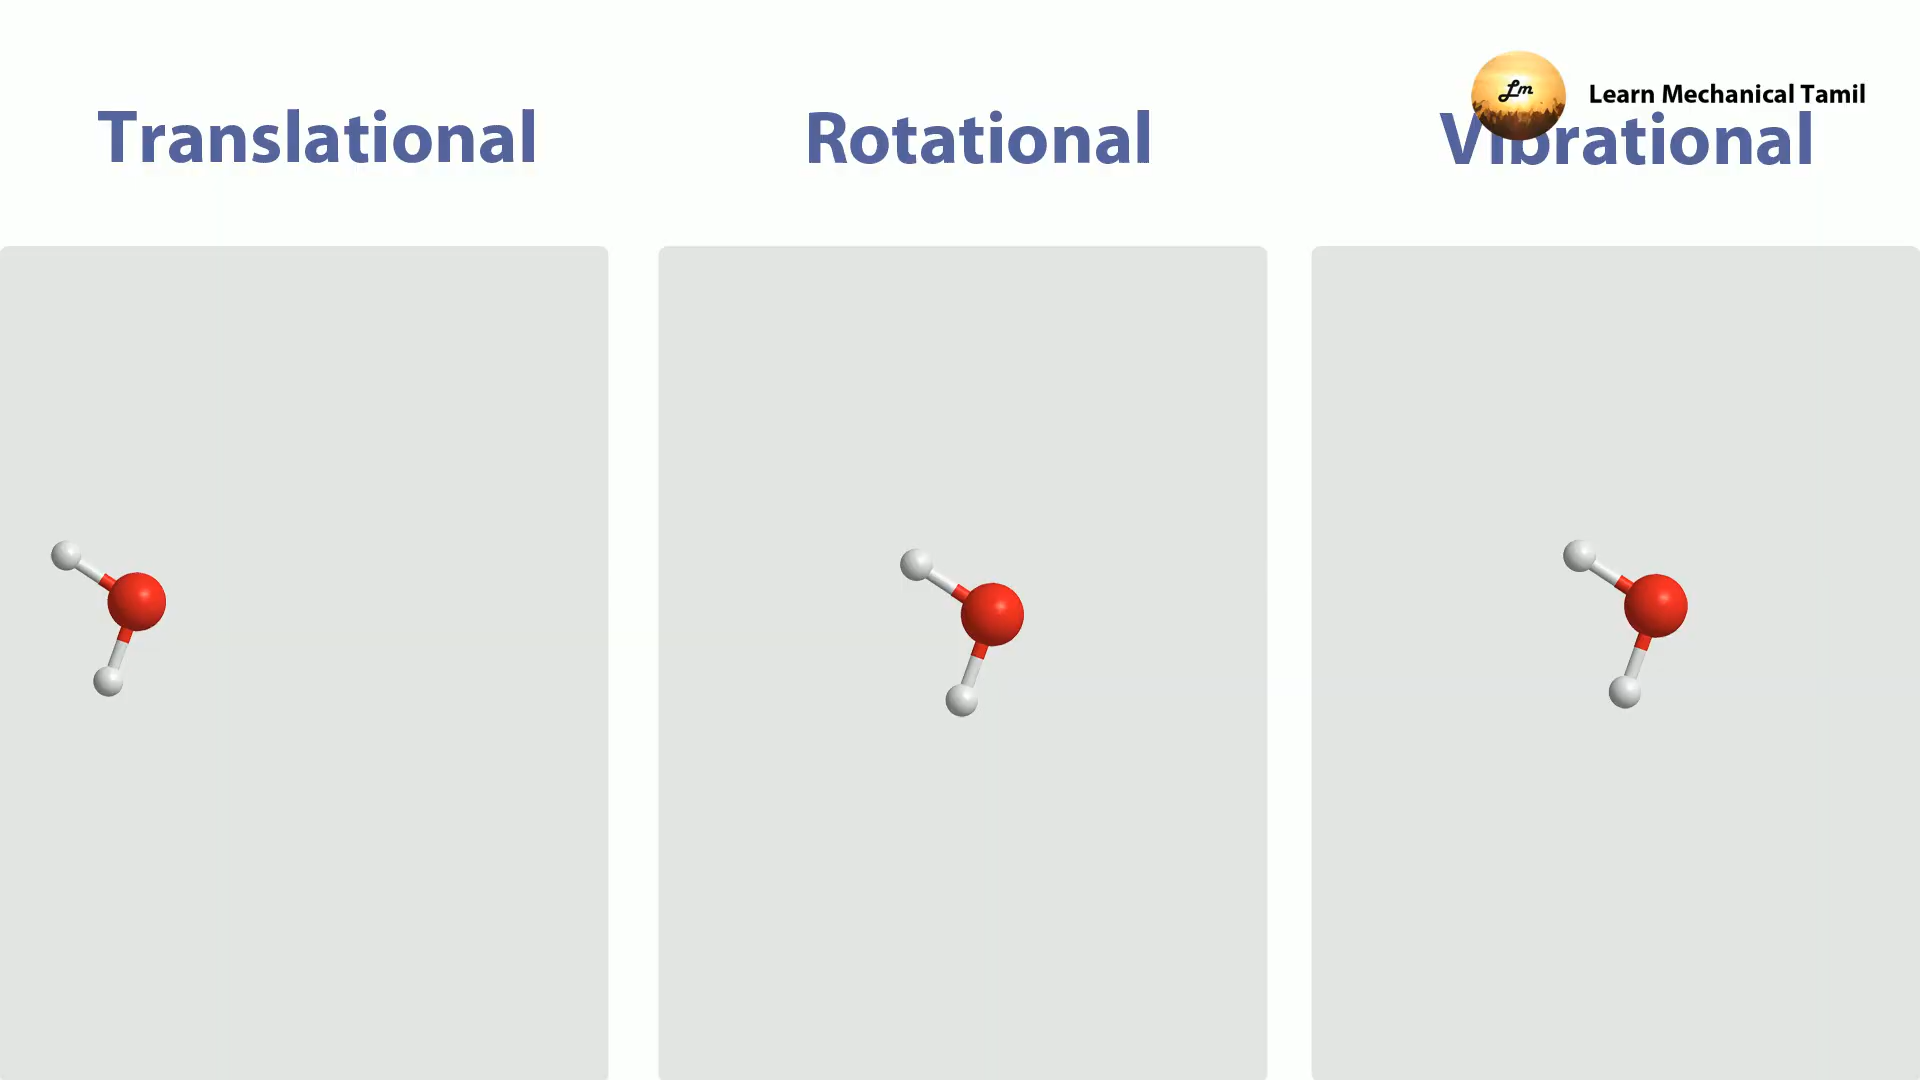 Lm
Learn Mechanical Tamil
Translational
Rotational
Vibrational